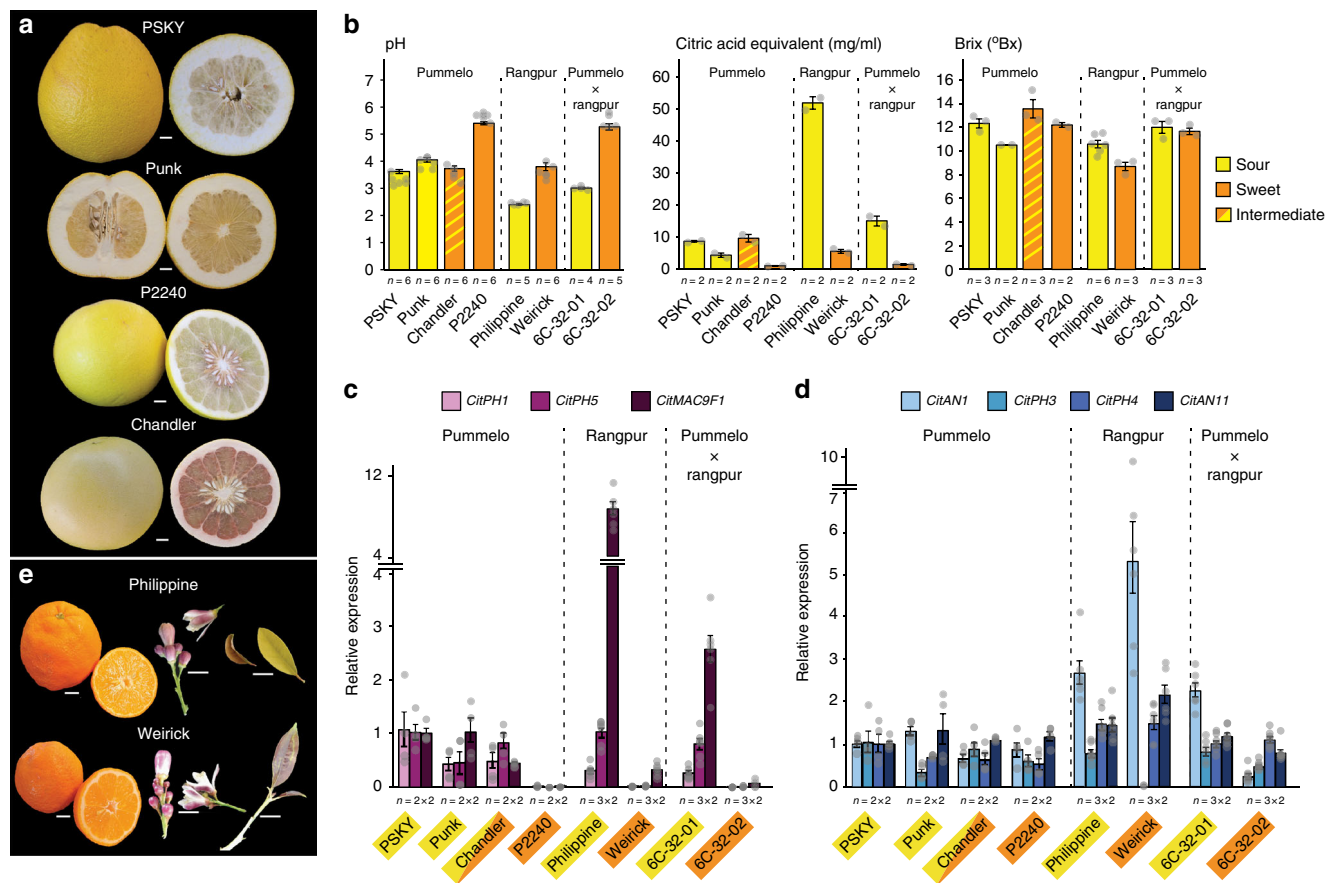 a
PSKY
Punk
P2240
Chandler
e
Philippine
Weirick
b
pH
Pummelo
Rangpur
Pummelo
×
rangpur
7
6
5
4
3
2
1
0
n = 6
n = 6
n = 6
n = 6
n = 5
n = 6
n = 4
n = 5
PSKY
Punk
Chandler
P2240
Philippine
Weirick
6C-32-01
6C-32-02
Citric acid equivalent (mg/ml)
Pummelo
Rangpur
Pummelo
×
rangpur
60
50
40
30
20
10
0
n = 2
n = 2
n = 2
n = 2
n = 2
n = 2
n = 2
n = 2
PSKY
Punk
Chandler
P2240
Philippine
Weirick
6C-32-01
6C-32-02
Brix (°Bx)
Pummelo
Rangpur
Pummelo
×
rangpur
16
14
12
10
8
6
4
2
0
n = 3
n = 2
n = 3
n = 2
n = 6
n = 3
n = 3
n = 3
PSKY
Punk
Chandler
P2240
Philippine
Weirick
6C-32-01
6C-32-02
Sour
Sweet
Intermediate
c
CitPH1
CitPH5
CitMAC9F1
Pummelo
Rangpur
Pummelo
×
rangpur
Relative expression
12
4
4
3
2
1
0
n = 2×2
n = 2×2
n = 2×2
n = 2×2
n = 3×2
n = 3×2
n = 3×2
n = 3×2
PSKY
Punk
Chandler
P2240
Philippine
Weirick
6C-32-01
6C-32-02
d
CitAN1
CitPH3
CitPH4
CitAN11
Pummelo
Rangpur
Pummelo
×
rangpur
Relative expression
10
7
6
5
4
3
2
1
0
n = 2×2
n = 2×2
n = 2×2
n = 2×2
n = 3×2
n = 3×2
n = 3×2
n = 3×2
PSKY
Punk
Chandler
P2240
Philippine
Weirick
6C-32-01
6C-32-02